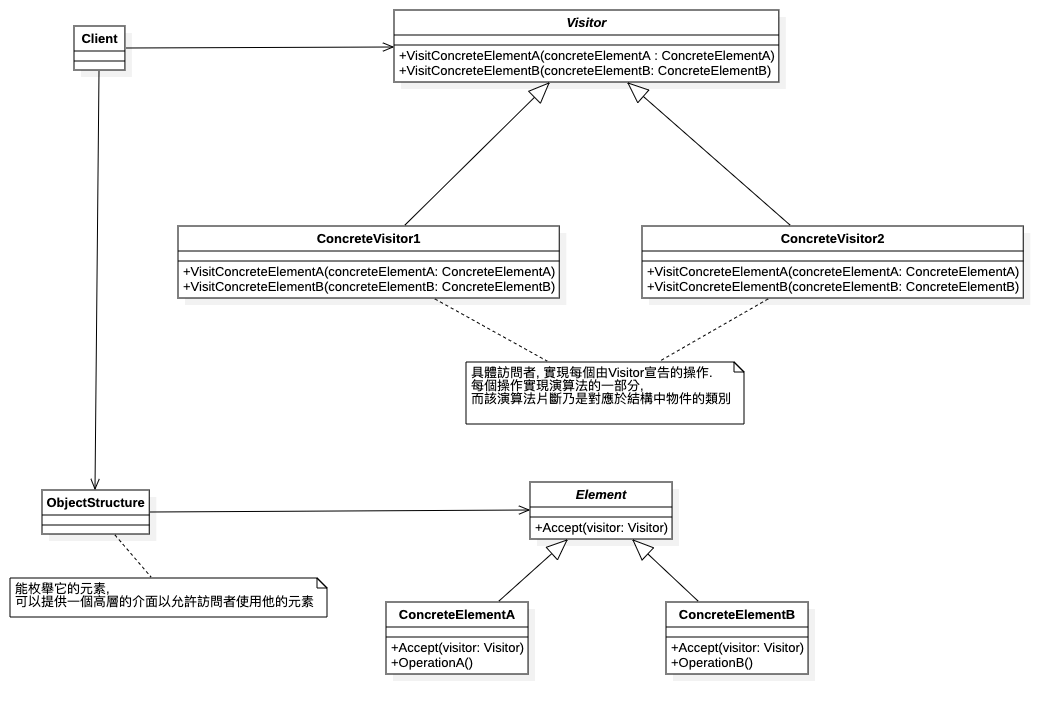 Client
Visitor
+VisitConcreteElementA(concreteElementA : ConcreteElementA)
+VisitConcreteElementB(concreteElementB: ConcreteElementB)
ConcreteVisitor1
+VisitConcreteElementA(concreteElementA: ConcreteElementA)
+VisitConcreteElementB(concreteElementB: ConcreteElementB)
ConcreteVisitor2
+VisitConcreteElementA(concreteElementA: ConcreteElementA)
+VisitConcreteElementB(concreteElementB: ConcreteElementB)
具體訪問者, 實現每個由Visitor宣告的操作.
每個操作實現演算法的一部分,
而該演算法片斷乃是對應於結構中物件的類別
ObjectStructure
Element
+Accept(visitor: Visitor)
能枚舉它的元素,
可以提供一個高層的介面以允許訪問者使用他的元素
ConcreteElementA
+Accept(visitor: Visitor)
+OperationA()
ConcreteElementB
+Accept(visitor: Visitor)
+OperationB()